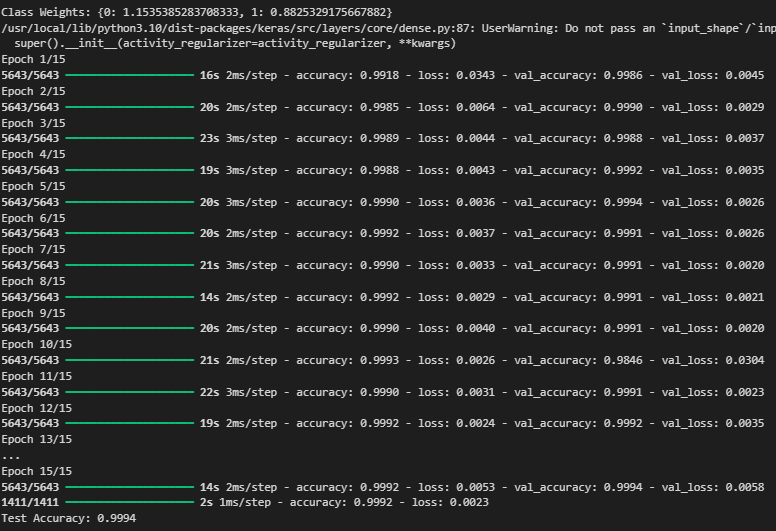 Class Weights: {0: 1.1535385283708333, 1: 0.8825329175667882}
/usr/local/lib/python3.10/dist-packages/keras/src/layers/core/dense.py:87: UserWarning: Do not pass an `input_shape`/`inp
  super().__init__(activity_regularizer=activity_regularizer, **kwargs)
Epoch 1/15
5643/5643 ━━━━━━━━━━━━━━━━━━━━ 16s 2ms/step - accuracy: 0.9918 - loss: 0.0343 - val_accuracy: 0.9986 - val_loss: 0.0045
Epoch 2/15
5643/5643 ━━━━━━━━━━━━━━━━━━━━ 20s 2ms/step - accuracy: 0.9985 - loss: 0.0064 - val_accuracy: 0.9990 - val_loss: 0.0029
Epoch 3/15
5643/5643 ━━━━━━━━━━━━━━━━━━━━ 23s 3ms/step - accuracy: 0.9989 - loss: 0.0044 - val_accuracy: 0.9988 - val_loss: 0.0037
Epoch 4/15
5643/5643 ━━━━━━━━━━━━━━━━━━━━ 19s 3ms/step - accuracy: 0.9988 - loss: 0.0043 - val_accuracy: 0.9992 - val_loss: 0.0035
Epoch 5/15
5643/5643 ━━━━━━━━━━━━━━━━━━━━ 20s 3ms/step - accuracy: 0.9990 - loss: 0.0036 - val_accuracy: 0.9994 - val_loss: 0.0026
Epoch 6/15
5643/5643 ━━━━━━━━━━━━━━━━━━━━ 20s 2ms/step - accuracy: 0.9992 - loss: 0.0037 - val_accuracy: 0.9991 - val_loss: 0.0026
Epoch 7/15
5643/5643 ━━━━━━━━━━━━━━━━━━━━ 21s 3ms/step - accuracy: 0.9990 - loss: 0.0033 - val_accuracy: 0.9991 - val_loss: 0.0020
Epoch 8/15
5643/5643 ━━━━━━━━━━━━━━━━━━━━ 14s 2ms/step - accuracy: 0.9992 - loss: 0.0029 - val_accuracy: 0.9991 - val_loss: 0.0021
Epoch 9/15
5643/5643 ━━━━━━━━━━━━━━━━━━━━ 20s 2ms/step - accuracy: 0.9990 - loss: 0.0040 - val_accuracy: 0.9991 - val_loss: 0.0020
Epoch 10/15
5643/5643 ━━━━━━━━━━━━━━━━━━━━ 21s 2ms/step - accuracy: 0.9993 - loss: 0.0026 - val_accuracy: 0.9846 - val_loss: 0.0304
Epoch 11/15
5643/5643 ━━━━━━━━━━━━━━━━━━━━ 22s 3ms/step - accuracy: 0.9990 - loss: 0.0031 - val_accuracy: 0.9991 - val_loss: 0.0023
Epoch 12/15
5643/5643 ━━━━━━━━━━━━━━━━━━━━ 19s 2ms/step - accuracy: 0.9992 - loss: 0.0024 - val_accuracy: 0.9992 - val_loss: 0.0035
Epoch 13/15
...
Epoch 15/15
5643/5643 ━━━━━━━━━━━━━━━━━━━━ 14s 2ms/step - accuracy: 0.9992 - loss: 0.0053 - val_accuracy: 0.9994 - val_loss: 0.0058
1411/1411 ━━━━━━━━━━━━━━━━━━━━ 2s 1ms/step - accuracy: 0.9992 - loss: 0.0023
Test Accuracy: 0.9994